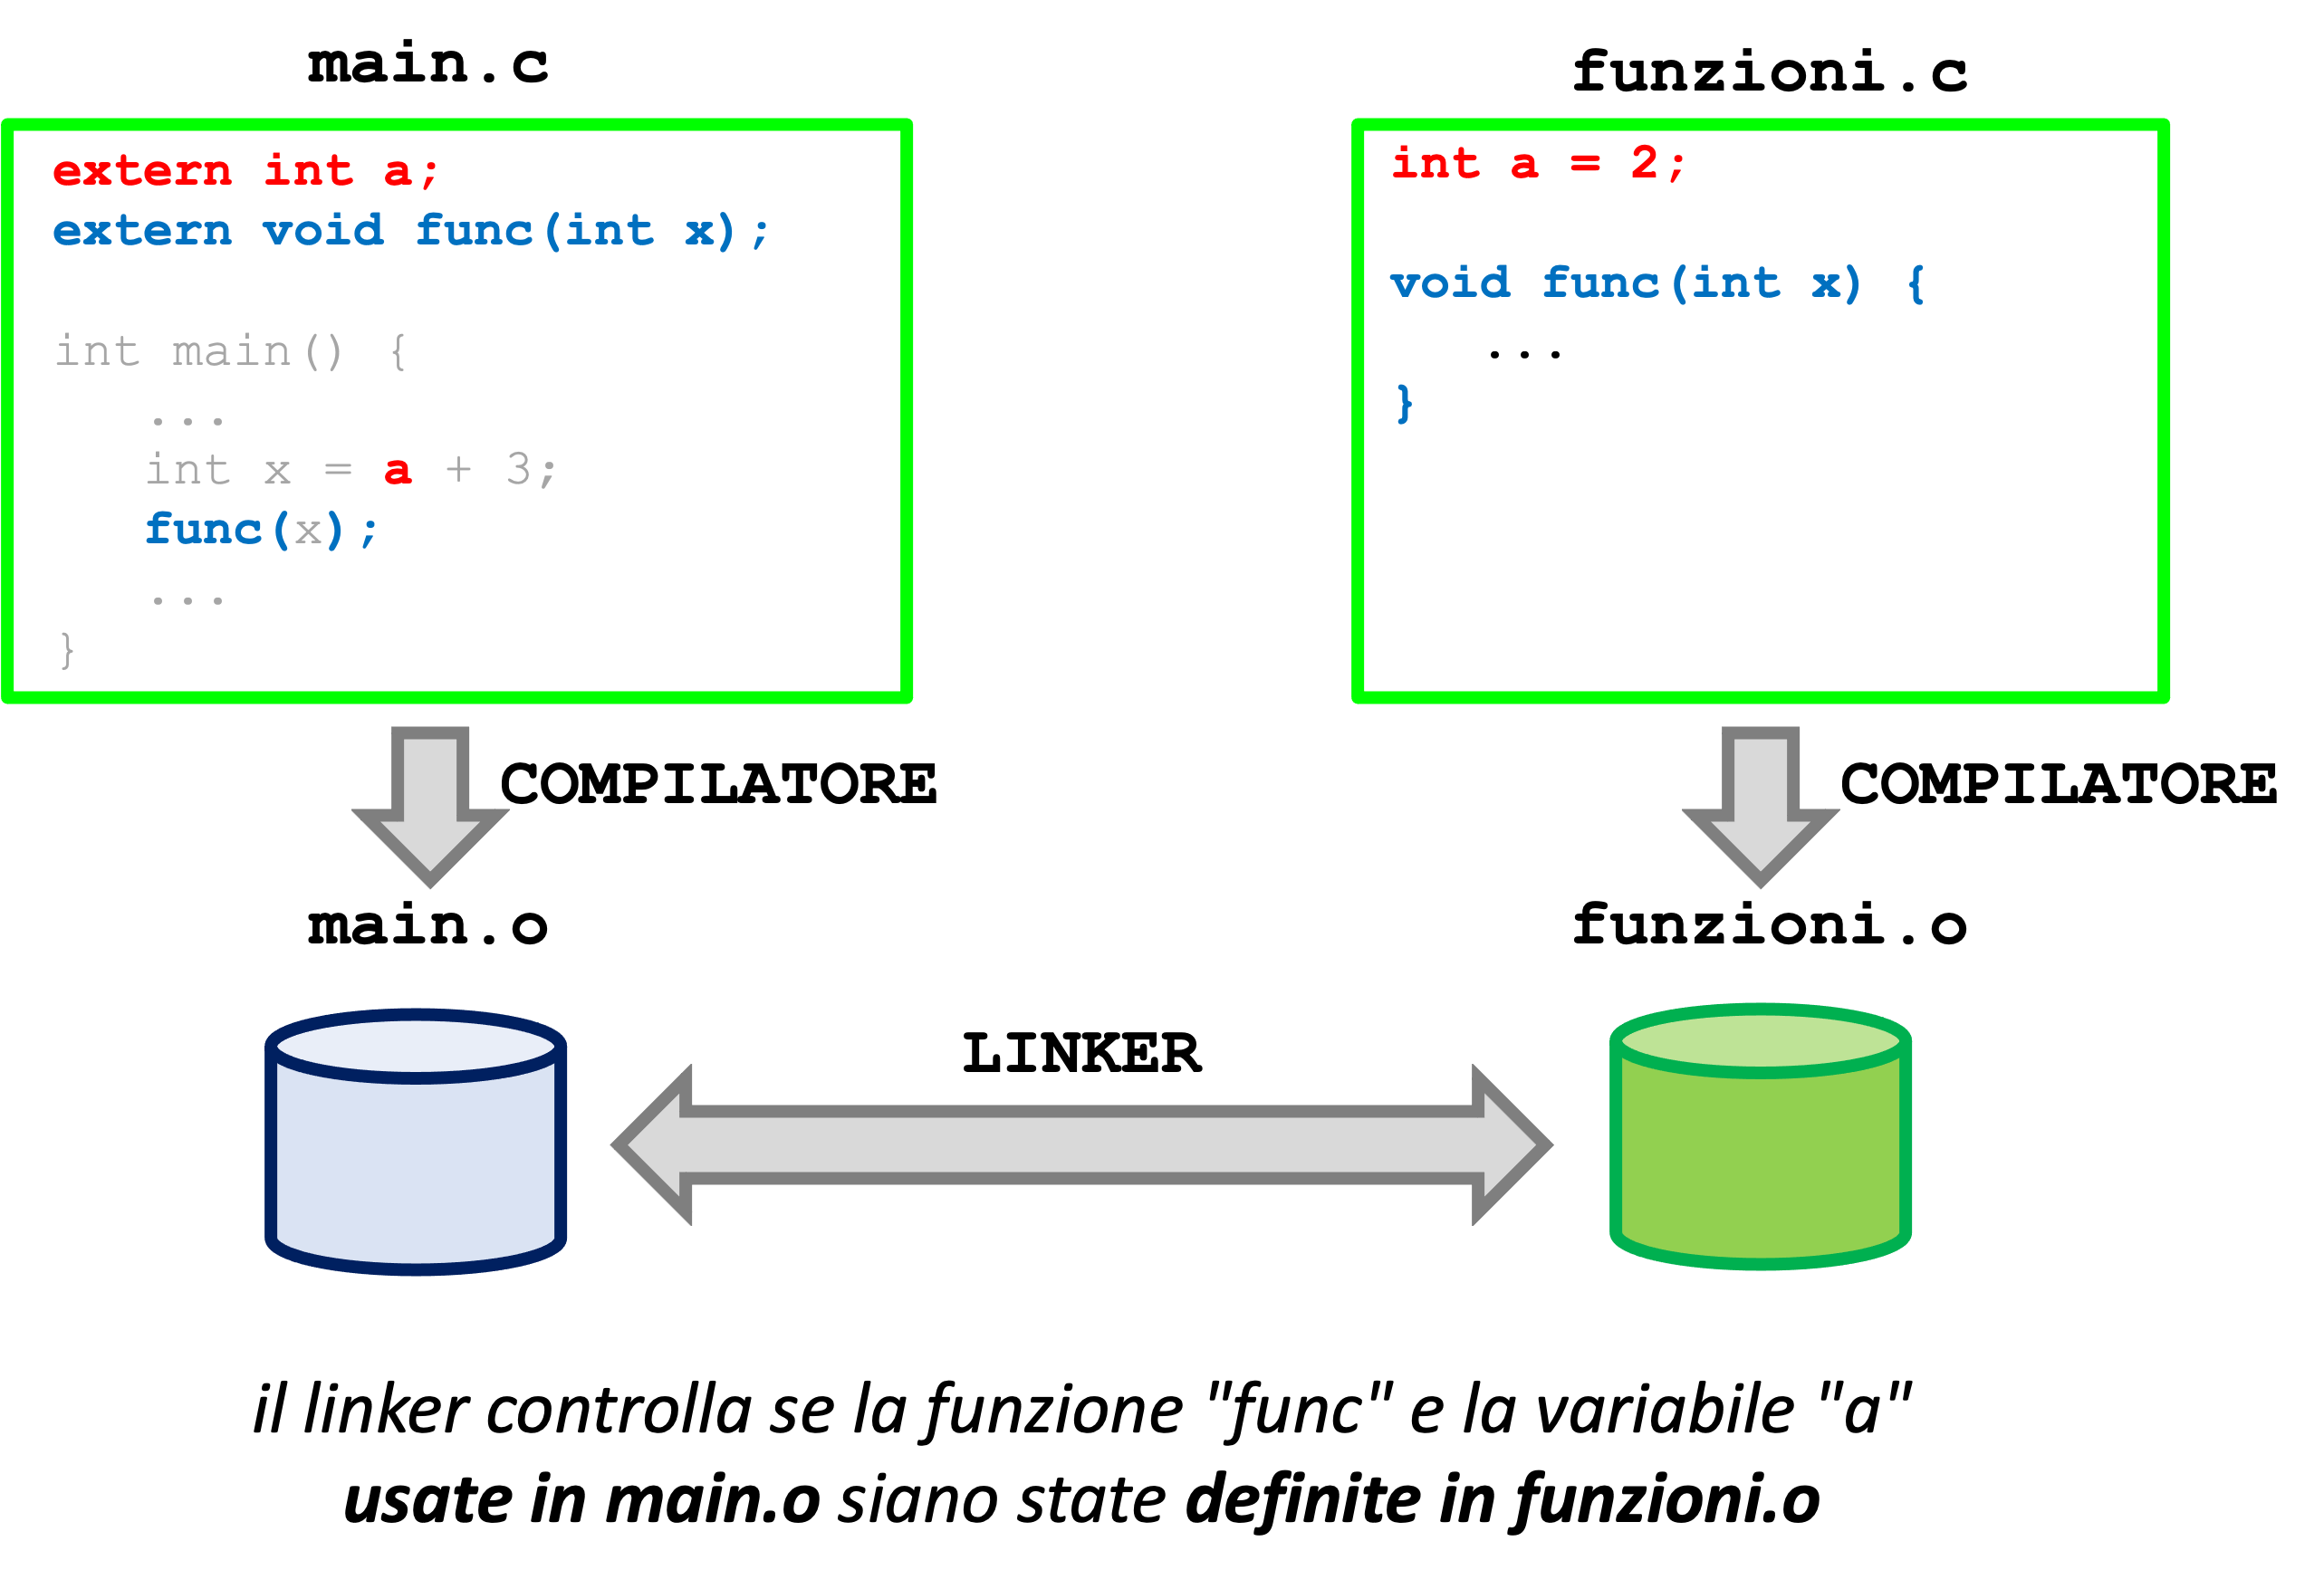 main.c
extern int a;
extern void func(int x);
int main() {
...
int x = a + 3;
func(x);
...
}
funzioni.c
int a = 2;
void func(int x) {
...
}
COMPILATORE
COMPILATORE
main.o
funzioni.o
LINKER
il linker controlla se la funzione "func" e la variabile "a"
usate in main.o siano state definite in funzioni.o